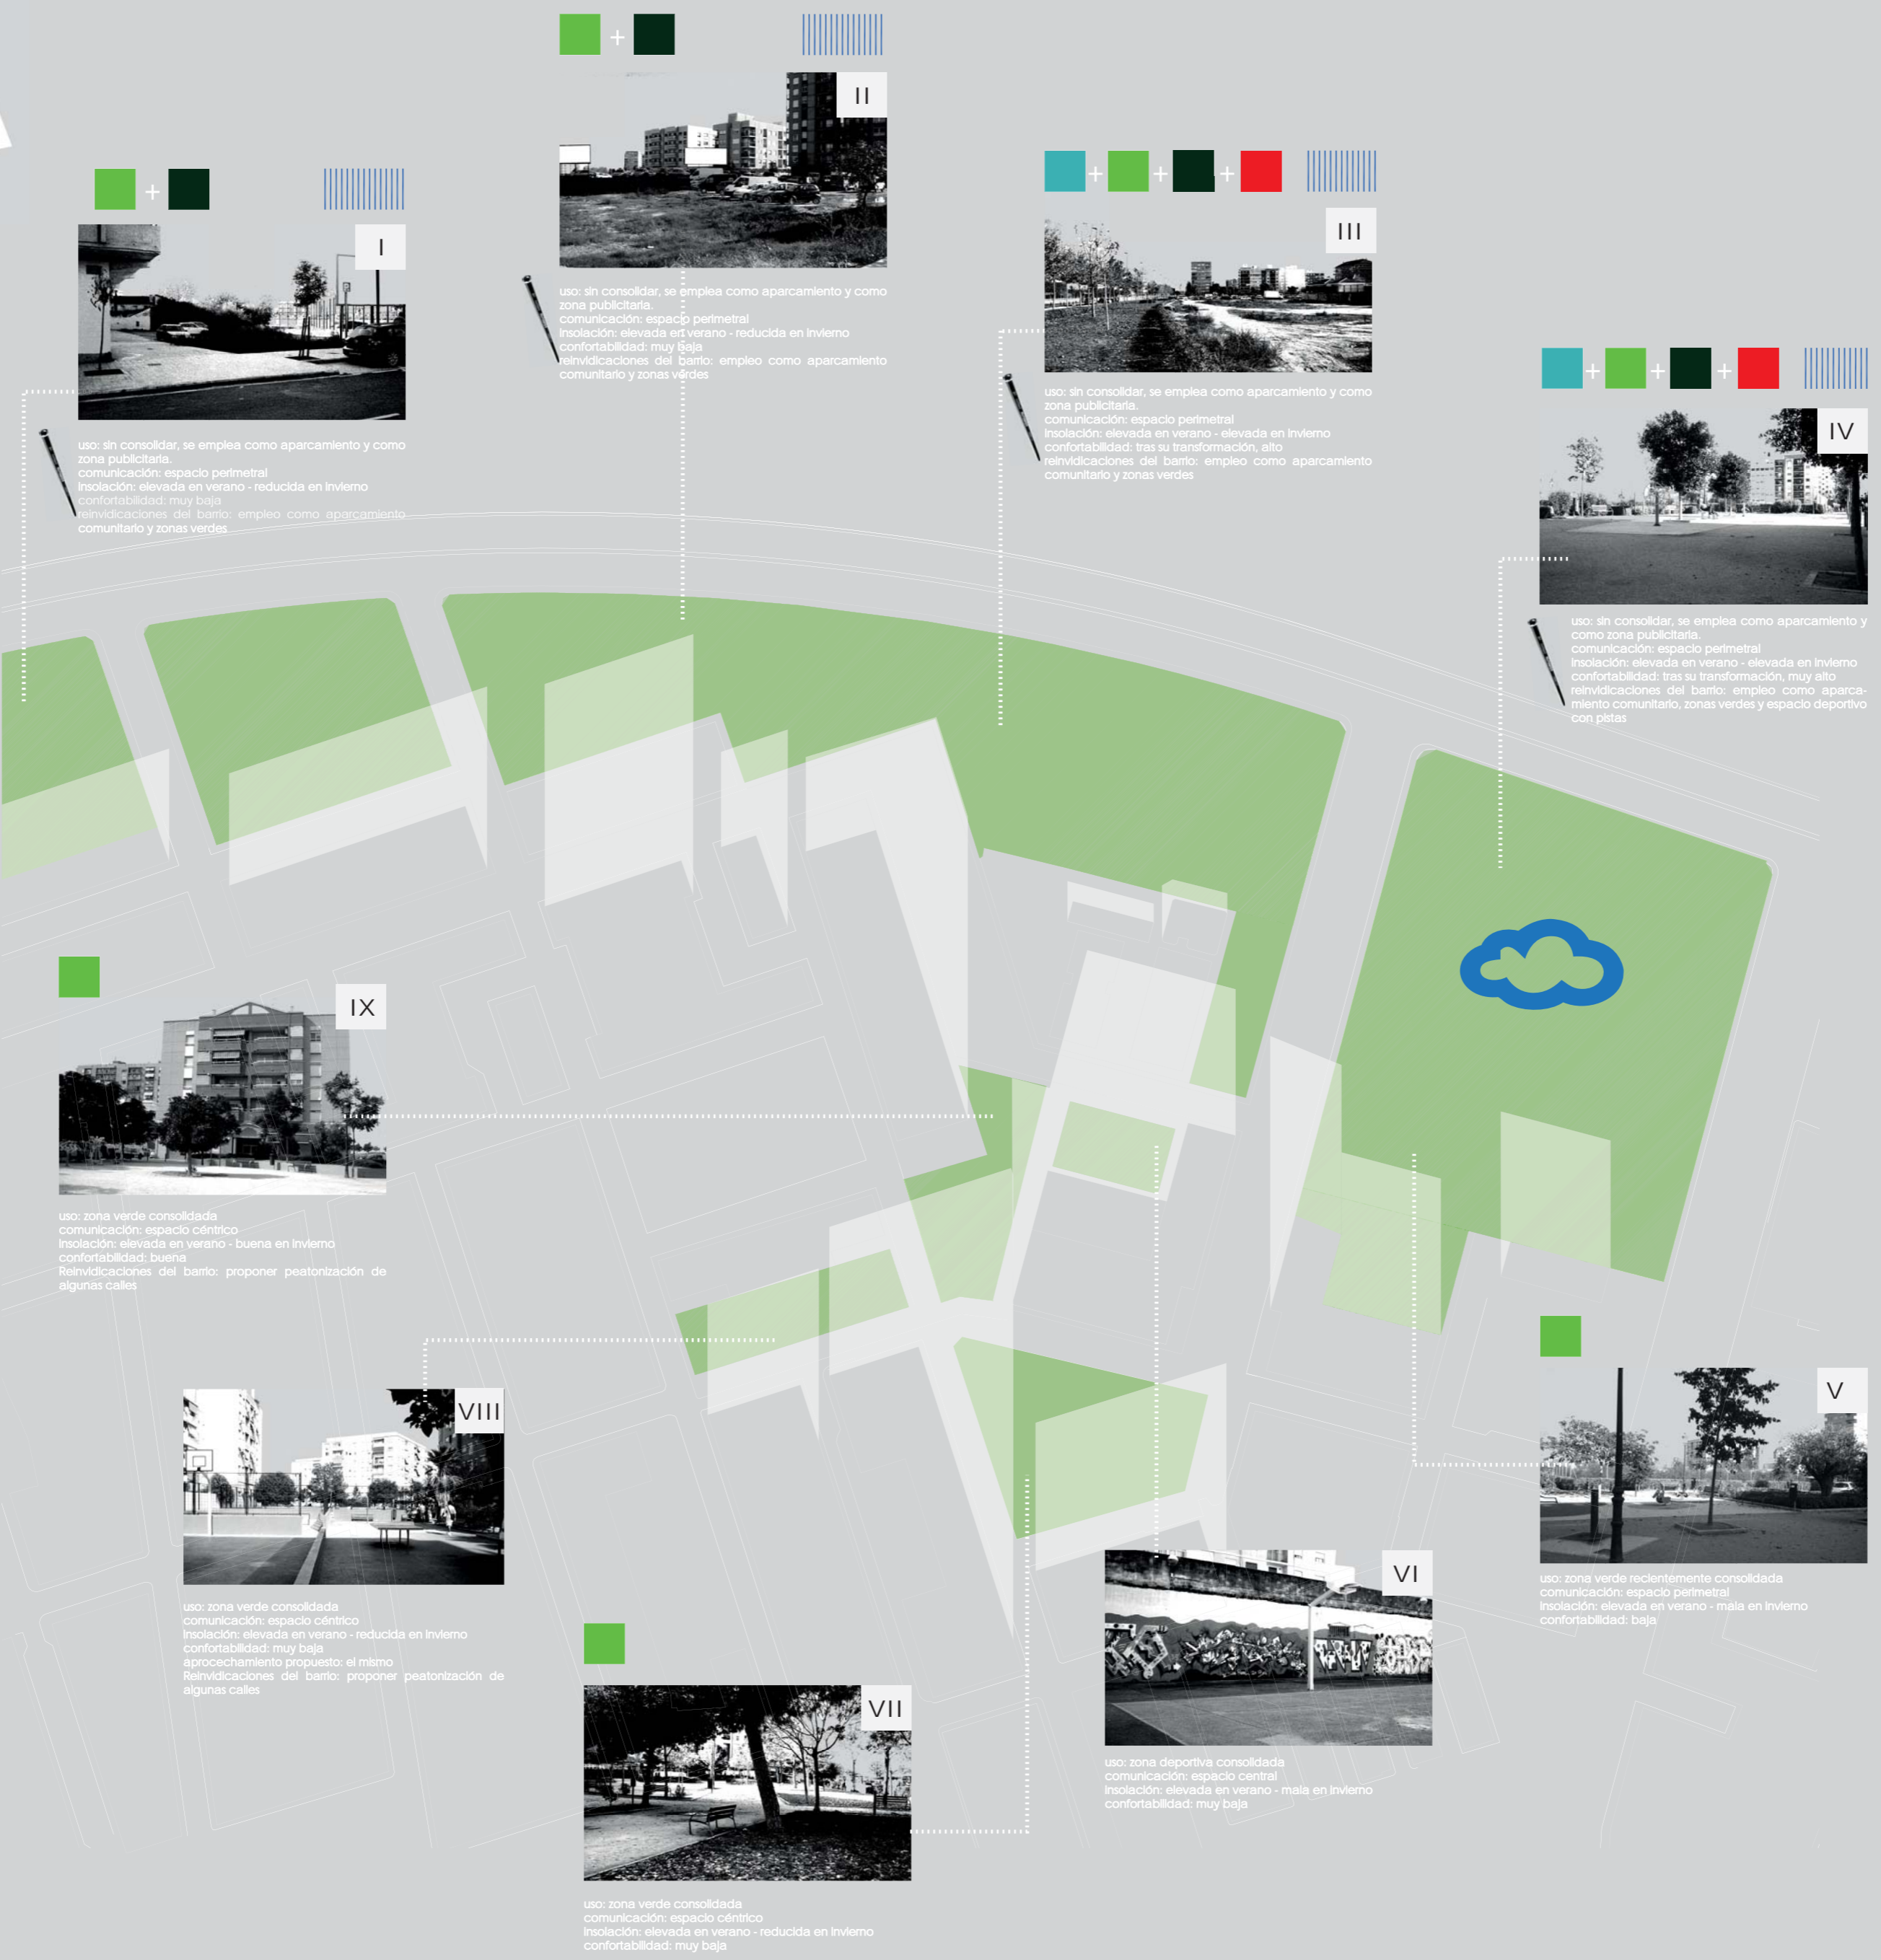 I
uso: sin consolidar, se emplea como aparcamiento y como
zona publicitaria.
comunicación: espacio perimetral
insolación: elevada en verano - reducida en invierno
confortabilidad: muy baja
reinvidicaciones del barrio: empleo como aparcamiento
comunitario y zonas verdes
II
uso: sin consolidar, se emplea como aparcamiento y como
zona publicitaria.
comunicación: espacio perimetral
insolación: elevada en verano - reducida en invierno
confortabilidad: muy baja
reinvidicaciones del barrio: empleo como aparcamiento
comunitario y zonas verdes
III
uso: sin consolidar, se emplea como aparcamiento y como
zona publicitaria.
comunicación: espacio perimetral
insolación: elevada en verano - elevada en invierno
confortabilidad: tras su transformación, alto
reinvidicaciones del barrio: empleo como aparcamiento
comunitario y zonas verdes
IV
uso: sin consolidar, se emplea como aparcamiento y
como zona publicitaria.
comunicación: espacio perimetral
insolación: elevada en verano - elevada en invierno
confortabilidad: tras su transformación, muy alto
reinvidicaciones del barrio: empleo como aparca-
miento comunitario, zonas verdes y espacio deportivo
con pistas
IX
uso: zona verde consolidada
comunicación: espacio céntrico
insolación: elevada en verano - buena en invierno
confortabilidad: buena
Reinvidicaciones del barrio: proponer peatonización de
algunas calles
VIII
uso: zona verde consolidada
comunicación: espacio céntrico
insolación: elevada en verano - reducida en invierno
confortabilidad: muy baja
aprocechamiento propuesto: el mismo
Reinvidicaciones del barrio: proponer peatonización de
algunas calles
VII
uso: zona verde consolidada
comunicación: espacio céntrico
insolación: elevada en verano - reducida en invierno
confortabilidad: muy baja
VI
uso: zona deportiva consolidada
comunicación: espacio central
insolación: elevada en verano - mala en invierno
confortabilidad: muy baja
V
uso: zona verde recientemente consolidada
comunicación: espacio perimetral
insolación: elevada en verano - mala en invierno
confortabilidad: baja